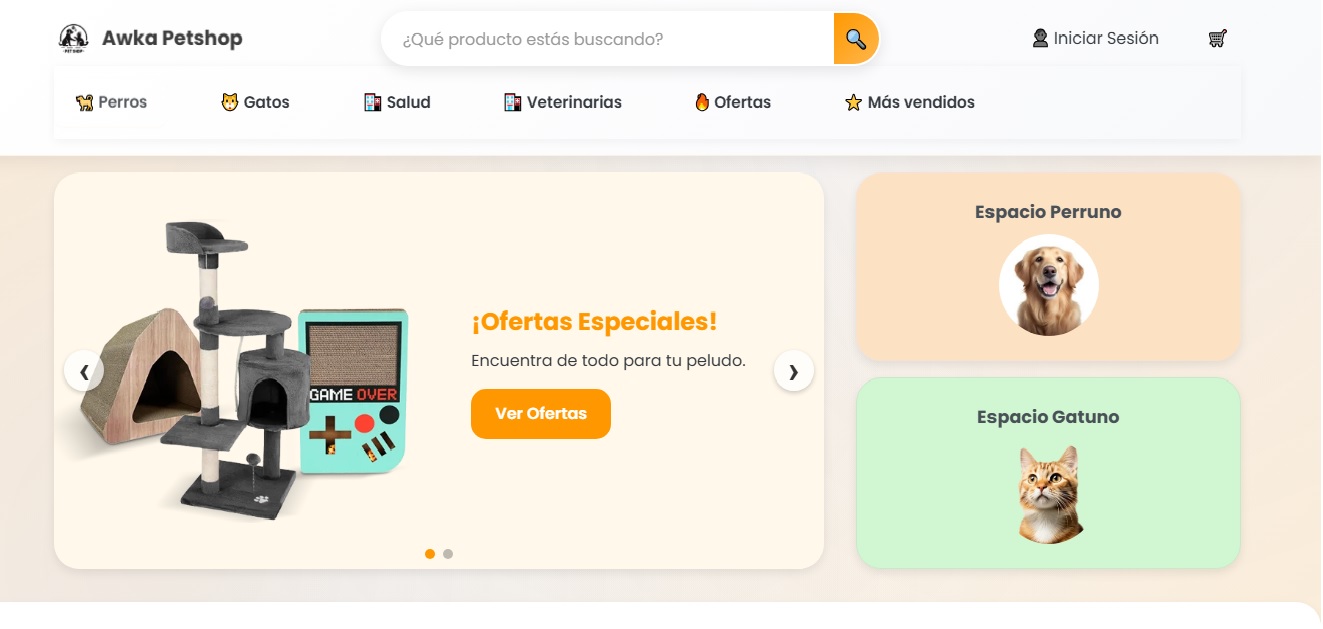 Awka Petshop
¿Qué producto estás buscando?
Iniciar Sesión
Perros
Gatos
Salud
Veterinarias
Ofertas
Más vendidos
¡Ofertas Especiales!
Encuentra de todo para tu peludo.
Ver Ofertas
GAME OVER
Espacio Perruno
Espacio Gatuno